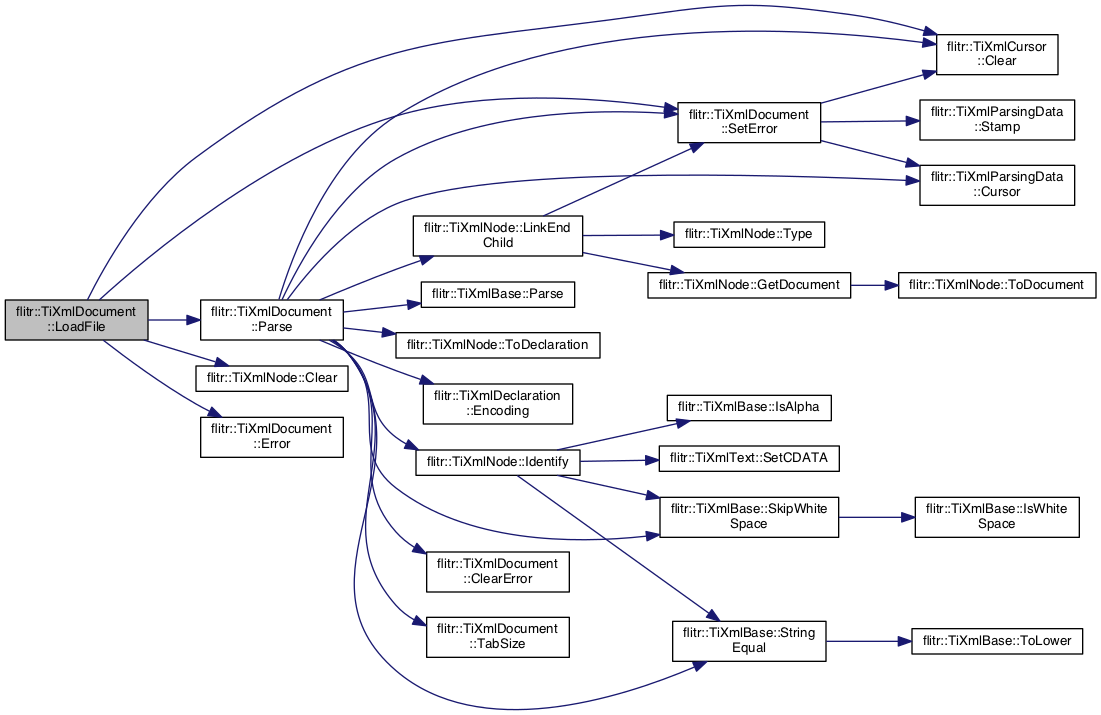 flitr::TiXmlDocument
::LoadFile
flitr::TiXmlDocument
::Parse
flitr::TiXmlNode::Clear
flitr::TiXmlDocument
::Error
flitr::TiXmlNode::LinkEnd
Child
flitr::TiXmlBase::Parse
flitr::TiXmlNode::ToDeclaration
flitr::TiXmlDeclaration
::Encoding
flitr::TiXmlNode::Identify
flitr::TiXmlDocument
::ClearError
flitr::TiXmlDocument
::TabSize
flitr::TiXmlDocument
::SetError
flitr::TiXmlNode::Type
flitr::TiXmlNode::GetDocument
flitr::TiXmlBase::IsAlpha
flitr::TiXmlText::SetCDATA
flitr::TiXmlBase::SkipWhite
Space
flitr::TiXmlBase::String
Equal
flitr::TiXmlCursor
::Clear
flitr::TiXmlParsingData
::Stamp
flitr::TiXmlParsingData
::Cursor
flitr::TiXmlNode::ToDocument
flitr::TiXmlBase::IsWhite
Space
flitr::TiXmlBase::ToLower